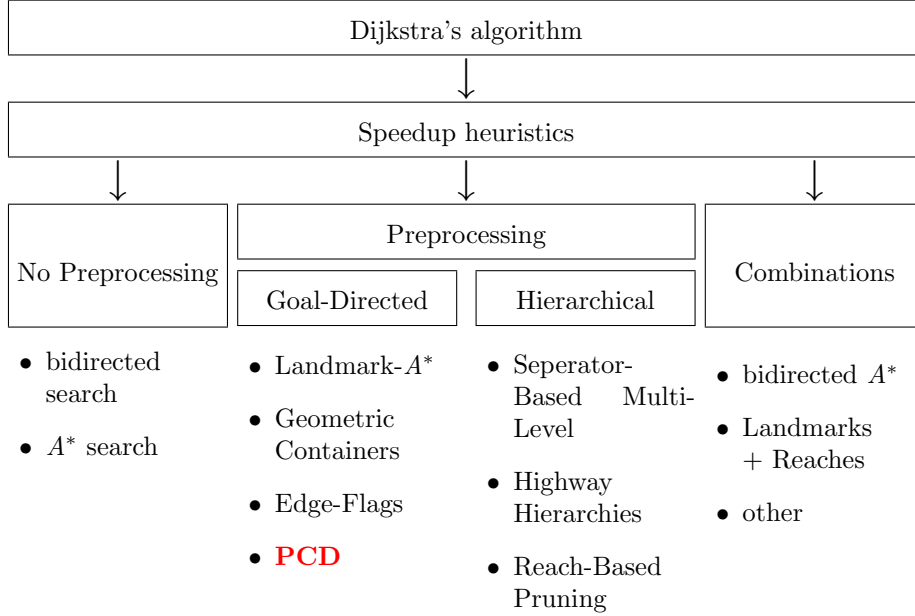 Dijkstra's algorithm
Speedup heuristics
No Preprocessing
Preprocessing
Goal-Directed
Hierarchical
Combinations
• bidirected
search
• A* search
• Landmark-A*
• Geometric
Containers
• Edge-Flags
• PCD
• Seperator-
Based Multi-
Level
• Highway
Hierarchies
• Reach-Based
Pruning
• bidirected A*
• Landmarks
+ Reaches
• other